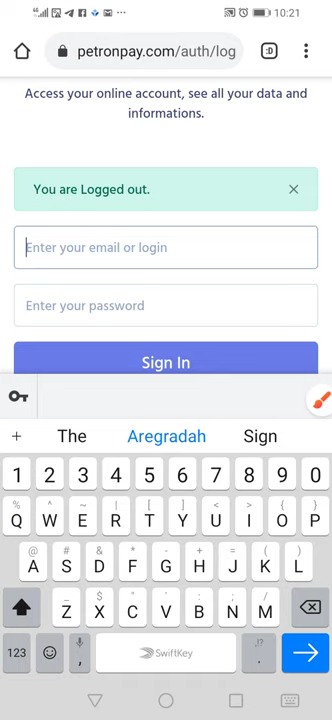 10:21
petronpay.com/auth/log
:D
Access your online account, see all your data and
informations.
You are Logged out.
Enter your email or login
Enter your password
Sign In
+ The Aregradah Sign
1 2 3 4 5 6 7 8 9 0
% ^ ~ | [ ] < > { }
Q W E R T Y U I O P
@ # & * - + = ( )
A S D F G H J K L
_ $ " ' : ; /
Z X C V B N M
123 , SwiftKey ,!? .